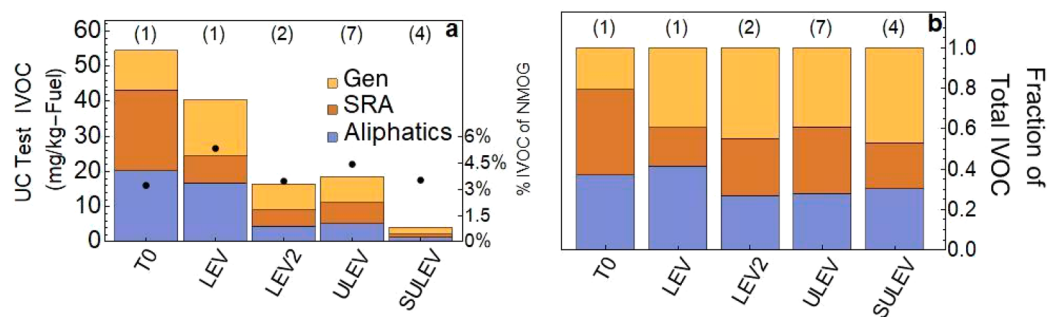 (1) (1) (2) (7) (4) a
60
50
40
30
20
10
0
UC Test IVOC
(mg/kg−Fuel)
Gen
SRA
Aliphatics
6%
4.5%
3%
1.5
0%
% IVOC of NMOG
T0 LEV LEV2 ULEV SULEV
(1) (1) (2) (7) (4) b
1.0
0.8
0.6
0.4
0.2
0.0
Fraction of
Total IVOC
T0 LEV LEV2 ULEV SULEV